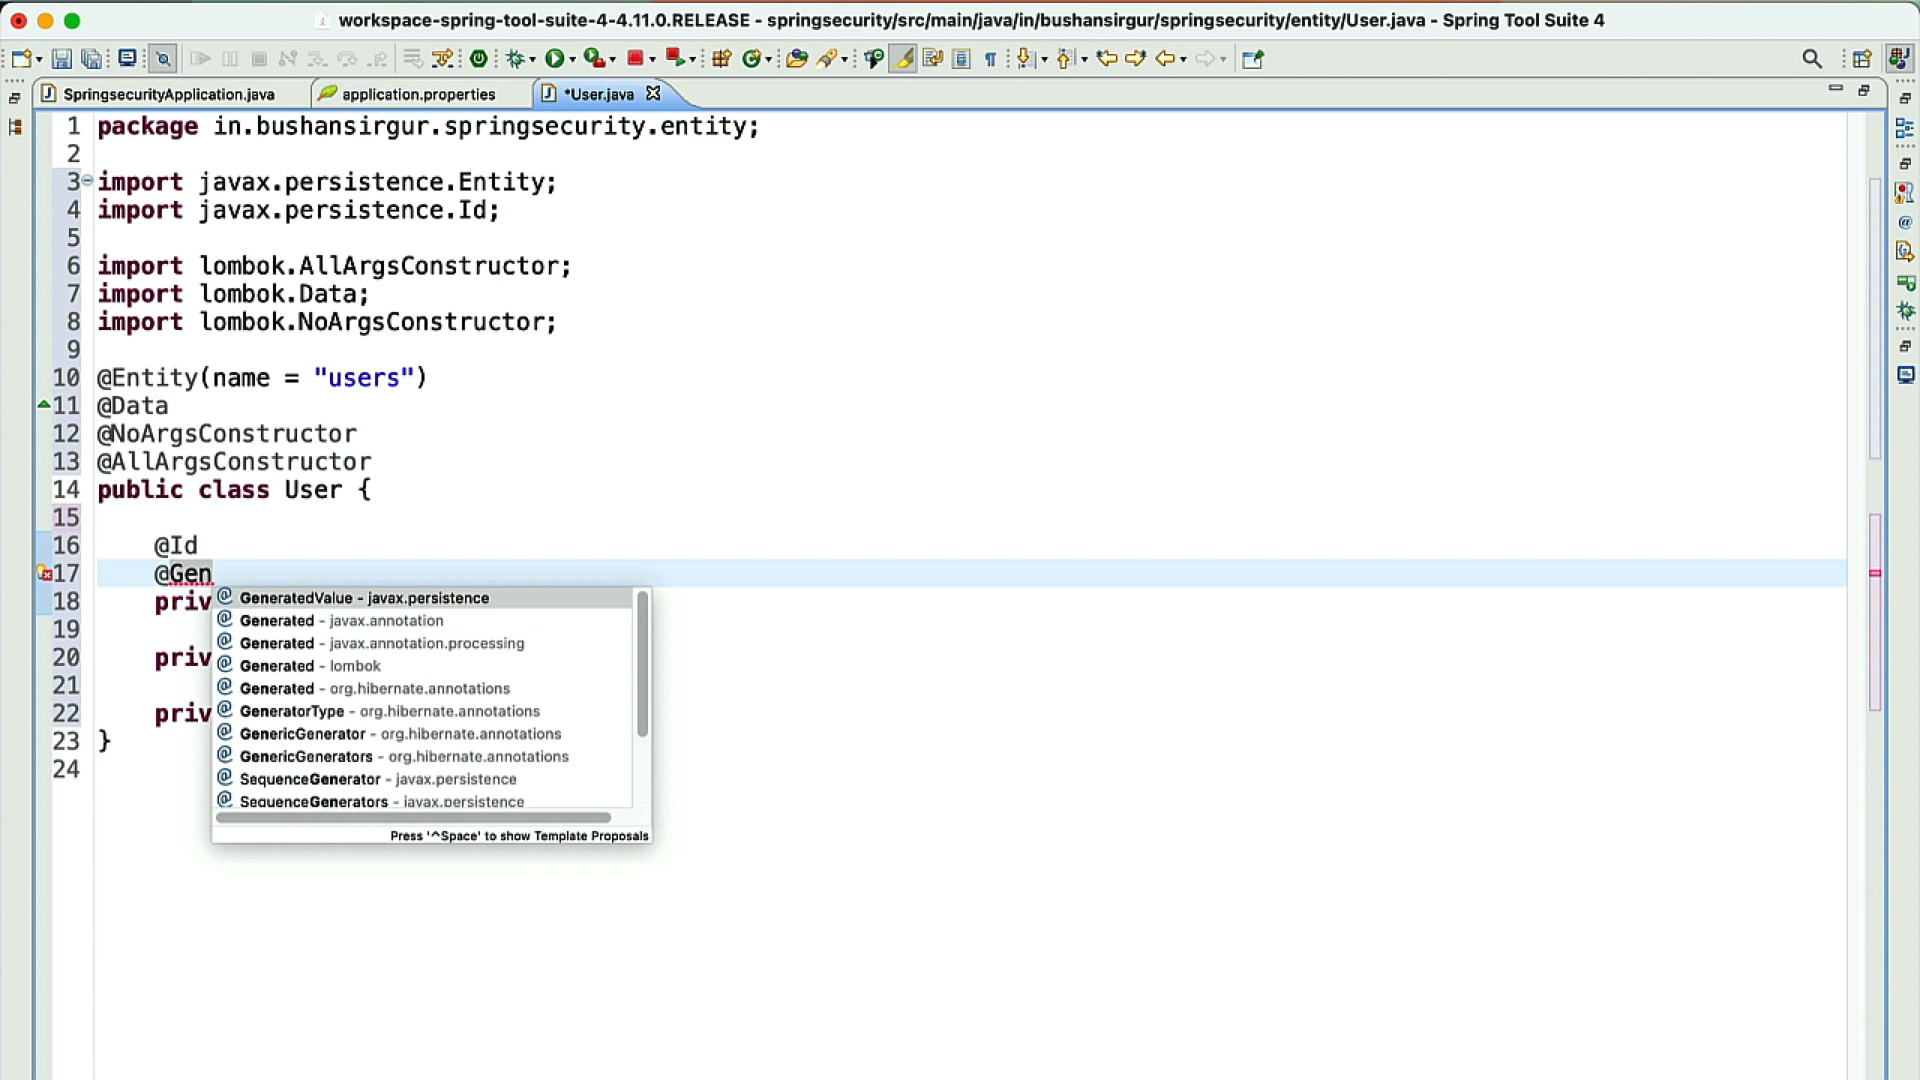 workspace-spring-tool-suite-4-4.11.0.RELEASE - springsecurity/src/main/java/in/bushansirgur/springsecurity/entity/User.java - Spring Tool Suite 4
SpringsecurityApplication.java application.properties *User.java
1 package in.bushansirgur.springsecurity.entity;
2
3 import javax.persistence.Entity;
4 import javax.persistence.Id;
5
6 import lombok.AllArgsConstructor;
7 import lombok.Data;
8 import lombok.NoArgsConstructor;
9
10 @Entity(name = "users")
11 @Data
12 @NoArgsConstructor
13 @AllArgsConstructor
14 public class User {
15
16 @Id
17 @Gen
18 priv
19
20 priv
21
22 priv
23 }
24
GeneratedValue - javax.persistence
Generated - javax.annotation
Generated - javax.annotation.processing
Generated - lombok
Generated - org.hibernate.annotations
GeneratorType - org.hibernate.annotations
GenericGenerator - org.hibernate.annotations
GenericGenerators - org.hibernate.annotations
SequenceGenerator - javax.persistence
SequenceGenerators - javax.persistence
Press '^Space' to show Template Proposals